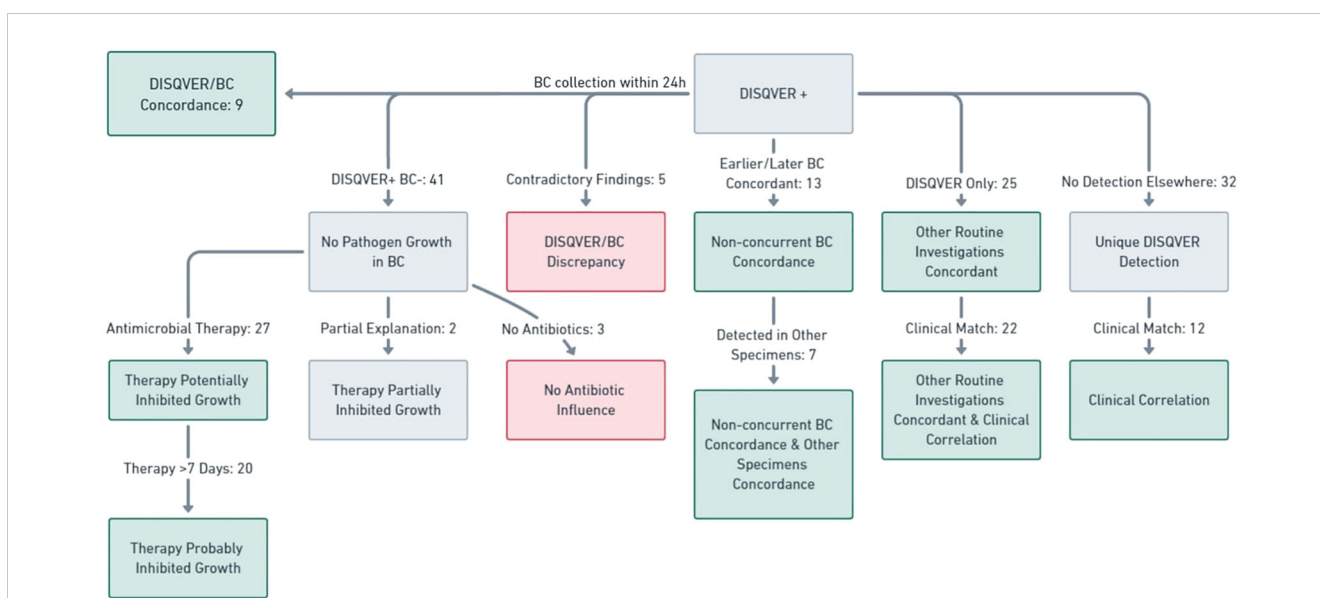 DISQVER/BC
Concordance: 9
BC collection within 24h
DISQVER +
DISQVER+ BC-: 41
Contradictory Findings: 5
Earlier/Later BC
Concordant: 13
DISQVER Only: 25
No Detection Elsewhere: 32
No Pathogen Growth
in BC
DISQVER/BC
Discrepancy
Non-concurrent BC
Concordance
Other Routine
Investigations
Concordant
Unique DISQVER
Detection
Antimicrobial Therapy: 27
Partial Explanation: 2
No Antibiotics: 3
Detected in Other
Specimens: 7
Clinical Match: 22
Clinical Match: 12
Therapy Potentially
Inhibited Growth
Therapy Partially
Inhibited Growth
No Antibiotic
Influence
Non-concurrent BC
Concordance & Other
Specimens
Concordance
Other Routine
Investigations
Concordant & Clinical
Correlation
Clinical Correlation
Therapy >7 Days: 20
Therapy Probably
Inhibited Growth